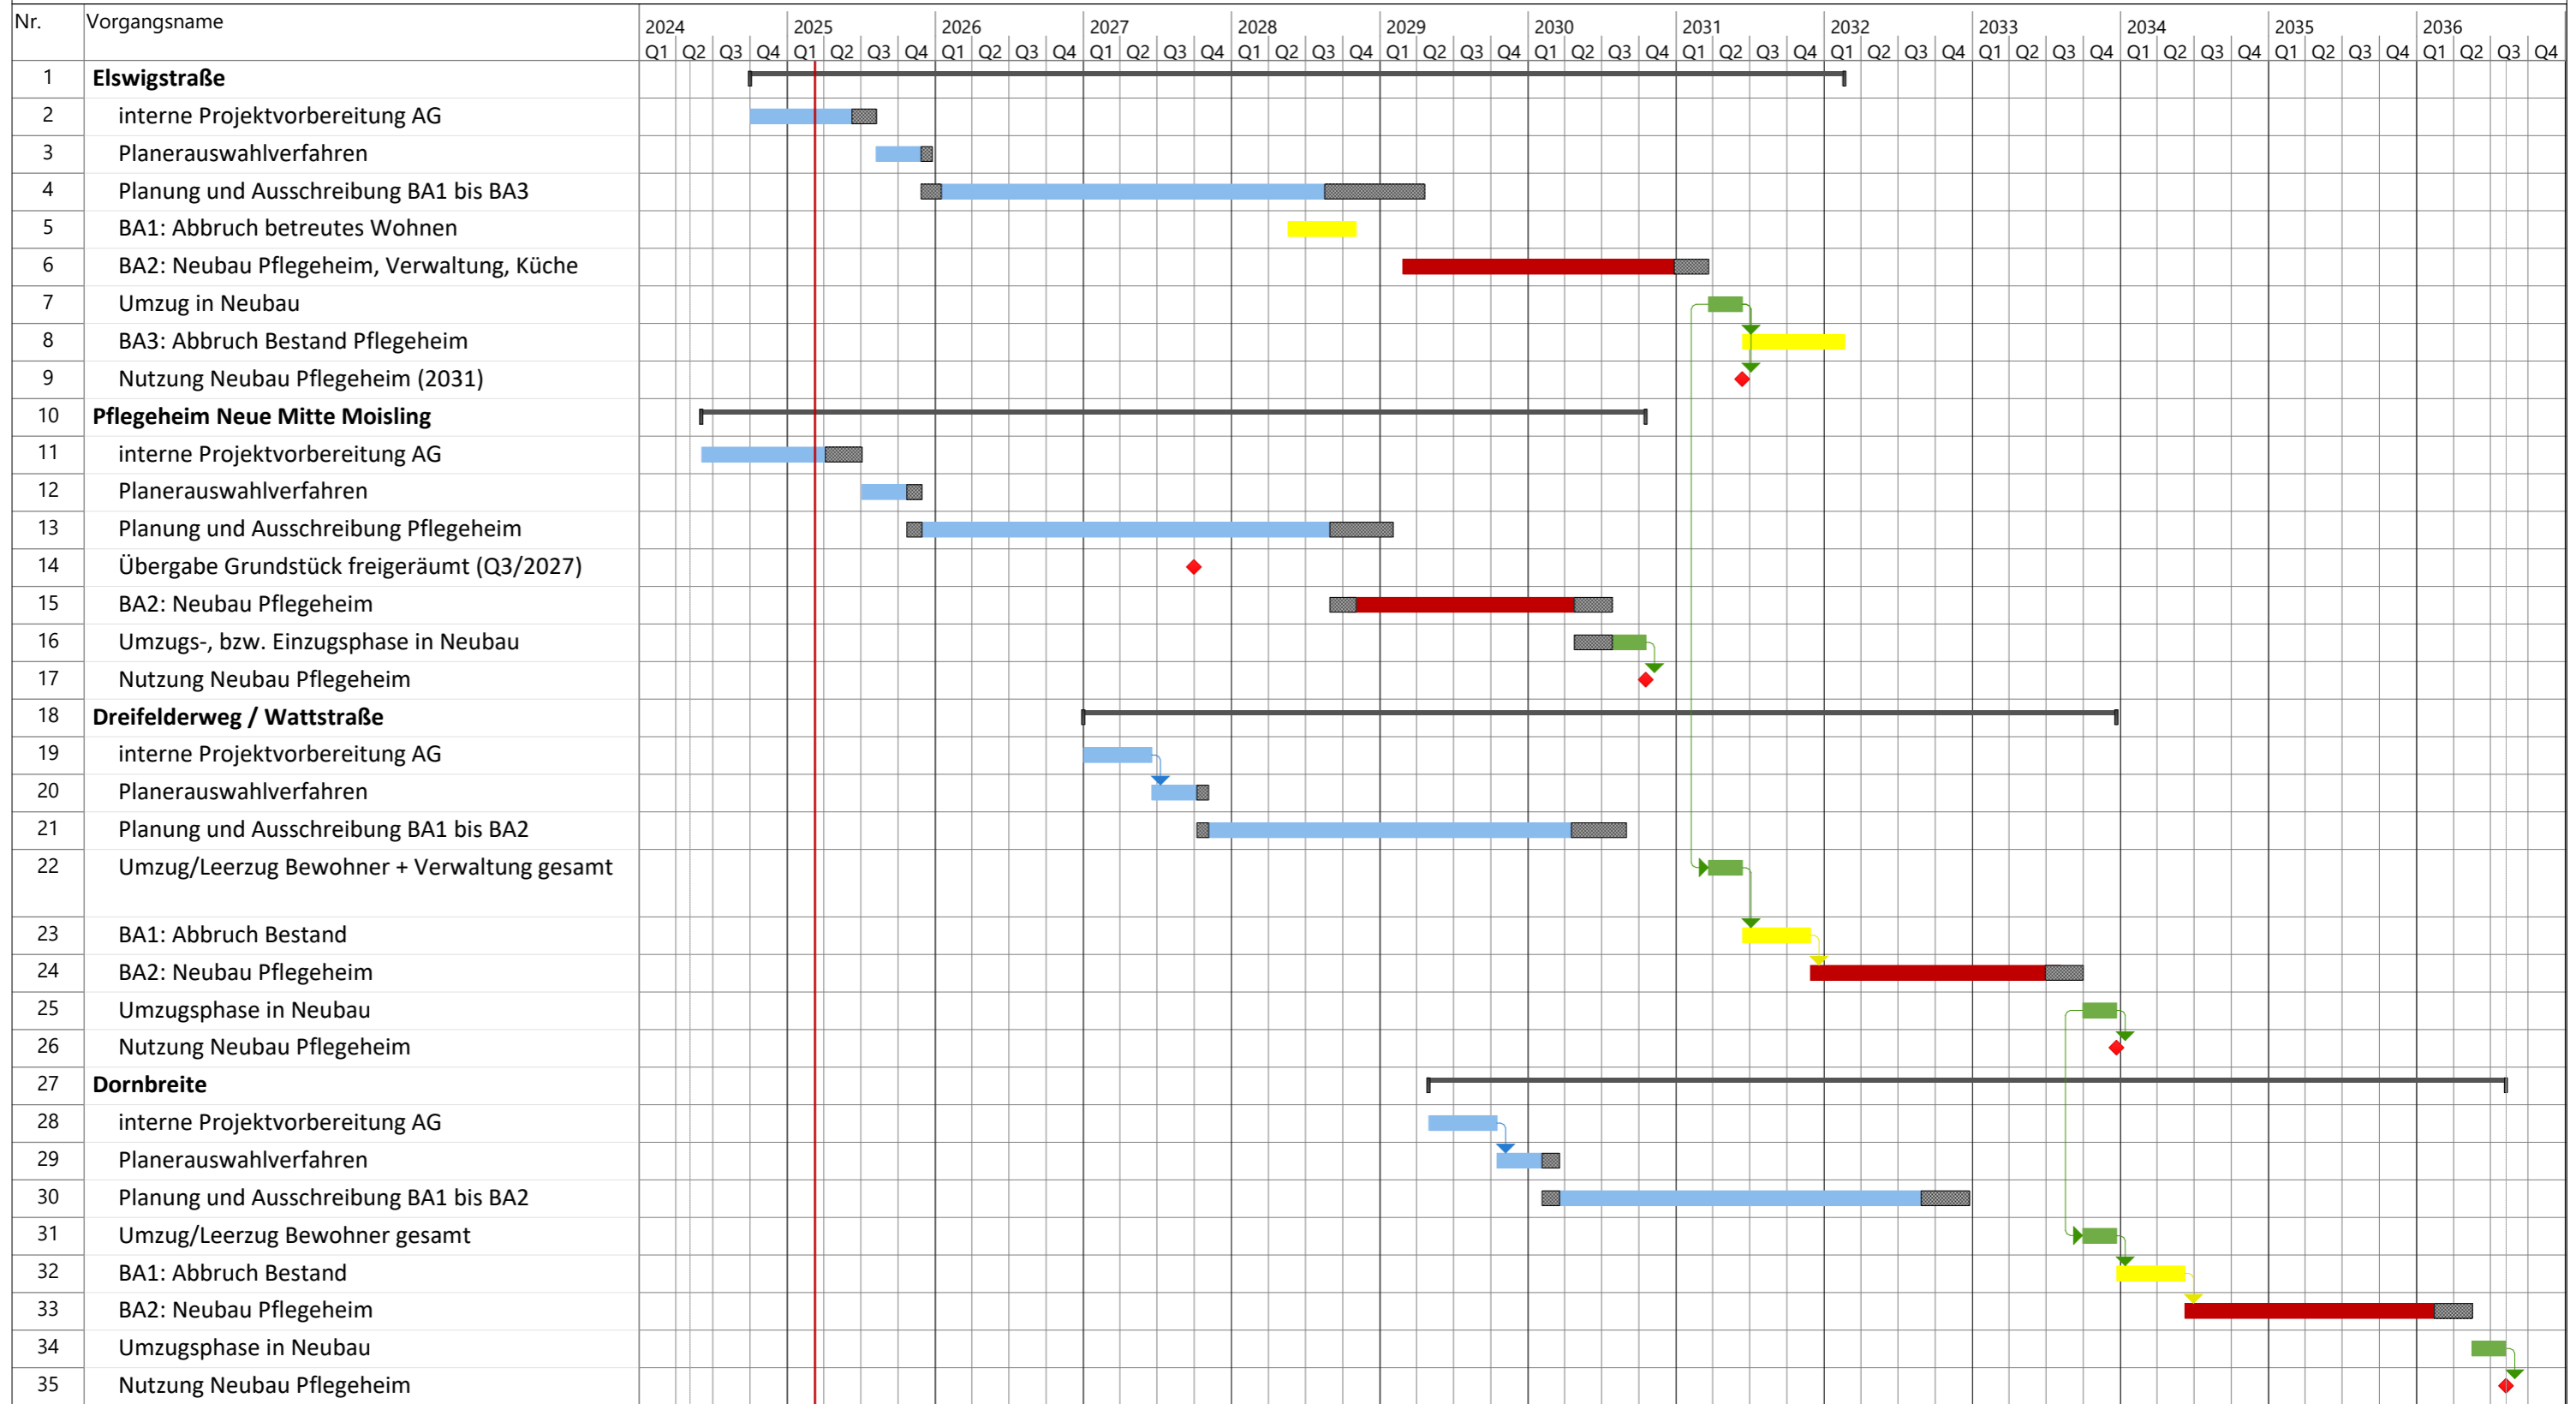 Nr. Vorgangsname 2024 2025 2026 2027 2028 2029 2030 2031 2032 2033 2034 2035 2036
Q1 Q2 Q3 Q4 Q1 Q2 Q3 Q4 Q1 Q2 Q3 Q4 Q1 Q2 Q3 Q4 Q1 Q2 Q3 Q4 Q1 Q2 Q3 Q4 Q1 Q2 Q3 Q4 Q1 Q2 Q3 Q4 Q1 Q2 Q3 Q4 Q1 Q2 Q3 Q4 Q1 Q2 Q3 Q4 Q1 Q2 Q3 Q4 Q1 Q2 Q3 Q4
1 Elswigstraße
2 interne Projektvorbereitung AG
3 Planerauswahlverfahren
4 Planung und Ausschreibung BA1 bis BA3
5 BA1: Abbruch betreutes Wohnen
6 BA2: Neubau Pflegeheim, Verwaltung, Küche
7 Umzug in Neubau
8 BA3: Abbruch Bestand Pflegeheim
9 Nutzung Neubau Pflegeheim (2031)
10 Pflegeheim Neue Mitte Moisling
11 interne Projektvorbereitung AG
12 Planerauswahlverfahren
13 Planung und Ausschreibung Pflegeheim
14 Übergabe Grundstück freigeräumt (Q3/2027)
15 BA2: Neubau Pflegeheim
16 Umzugs-, bzw. Einzugsphase in Neubau
17 Nutzung Neubau Pflegeheim
18 Dreifelderweg / Wattstraße
19 interne Projektvorbereitung AG
20 Planerauswahlverfahren
21 Planung und Ausschreibung BA1 bis BA2
22 Umzug/Leerzug Bewohner + Verwaltung gesamt
23 BA1: Abbruch Bestand
24 BA2: Neubau Pflegeheim
25 Umzugsphase in Neubau
26 Nutzung Neubau Pflegeheim
27 Dornbreite
28 interne Projektvorbereitung AG
29 Planerauswahlverfahren
30 Planung und Ausschreibung BA1 bis BA2
31 Umzug/Leerzug Bewohner gesamt
32 BA1: Abbruch Bestand
33 BA2: Neubau Pflegeheim
34 Umzugsphase in Neubau
35 Nutzung Neubau Pflegeheim